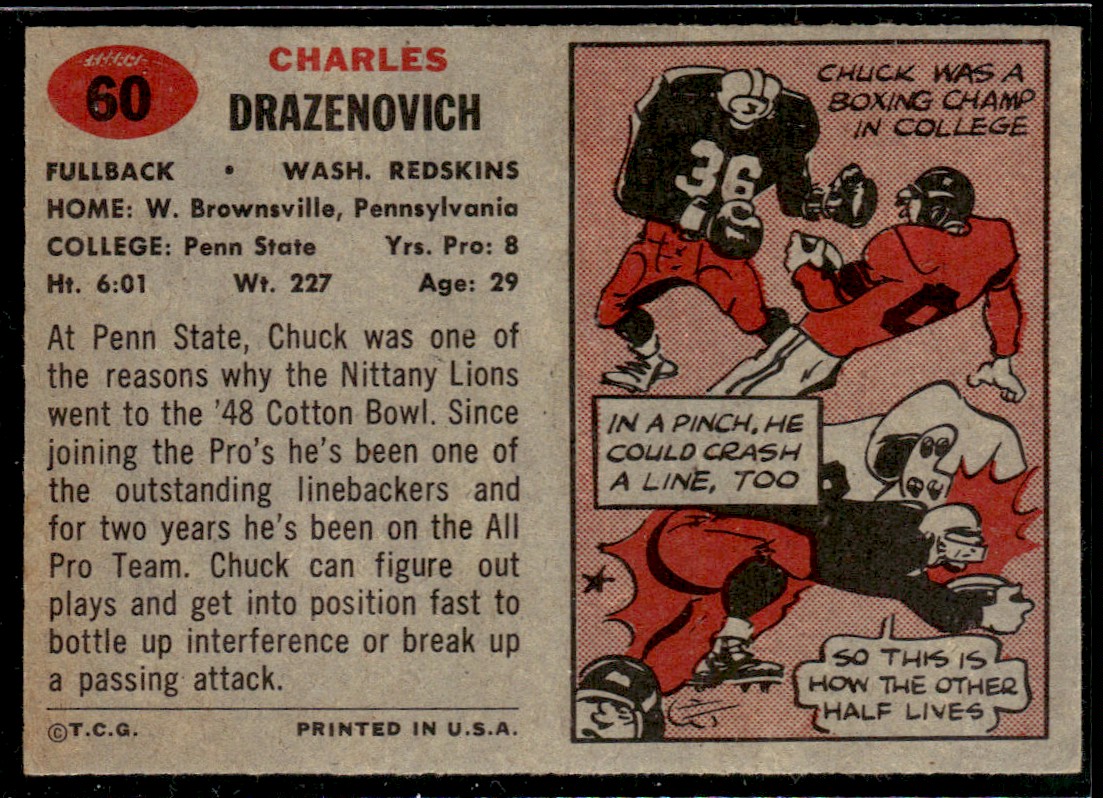 60
CHARLES
DRAZENOVICH
FULLBACK • WASH. REDSKINS
HOME: W. Brownsville, Pennsylvania
COLLEGE: Penn State Yrs. Pro: 8
Ht. 6:01 Wt. 227 Age: 29
At Penn State, Chuck was one of
the reasons why the Nittany Lions
went to the '48 Cotton Bowl. Since
joining the Pro's he's been one of
the outstanding linebackers and
for two years he's been on the All
Pro Team. Chuck can figure out
plays and get into position fast to
bottle up interference or break up
a passing attack.
©T.C.G. PRINTED IN U.S.A.
CHUCK WAS A
BOXING CHAMP
IN COLLEGE
36
IN A PINCH, HE
COULD CRASH
A LINE, TOO
SO THIS IS
HOW THE OTHER
HALF LIVES